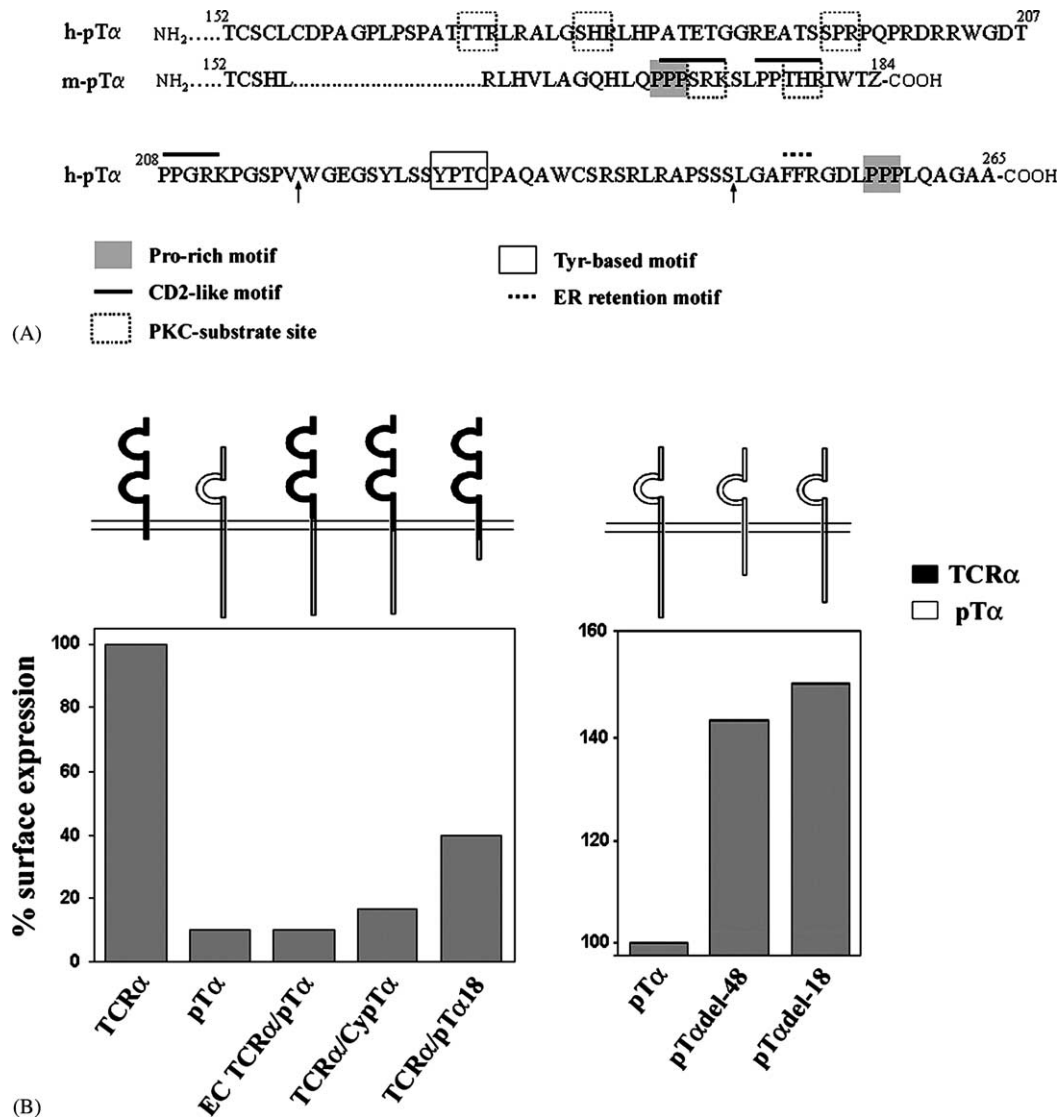 152 207
h-pTα NH2.....TCSCLCDPAGPLPSPATTTRLRALGSHRLHPATETGGREATSSPRPQPRDRRWGDT
152 184
m-pTα NH2.....TCSHL..............................RLHVLAGQHLQPPPSRKSLPPTHRIWTZ-COOH
208 265
h-pTα PPGRKPGSPVWGEGSYLSSYPTCPAQAWCSRSRLRAPSSSLGAFFRGDLPPPLQAGAA-COOH
Pro-rich motif Tyr-based motif
CD2-like motif ER retention motif
PKC-substrate site
(A)
TCRα
pTα
% surface expression
100
80
60
40
20
0
TCRα
pTα
EC TCRα/pTα
TCRα/CypTα
TCRα/pTα18
160
140
120
100
pTα
pTαdel-48
pTαdel-18
(B)